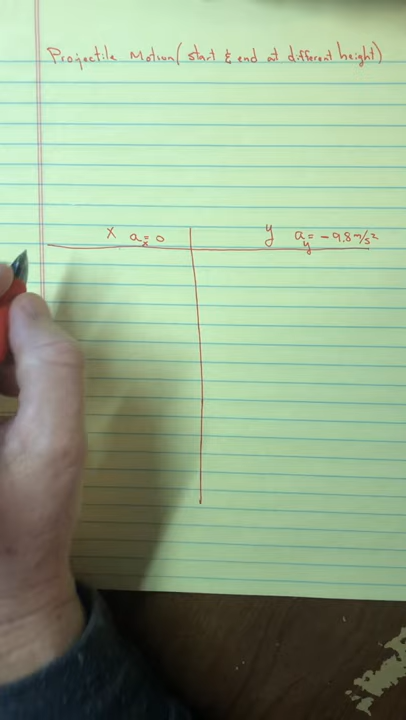 Projectile Motion (start & end at different height)
x aₓ = 0 y a_y = -9.8 m/s²